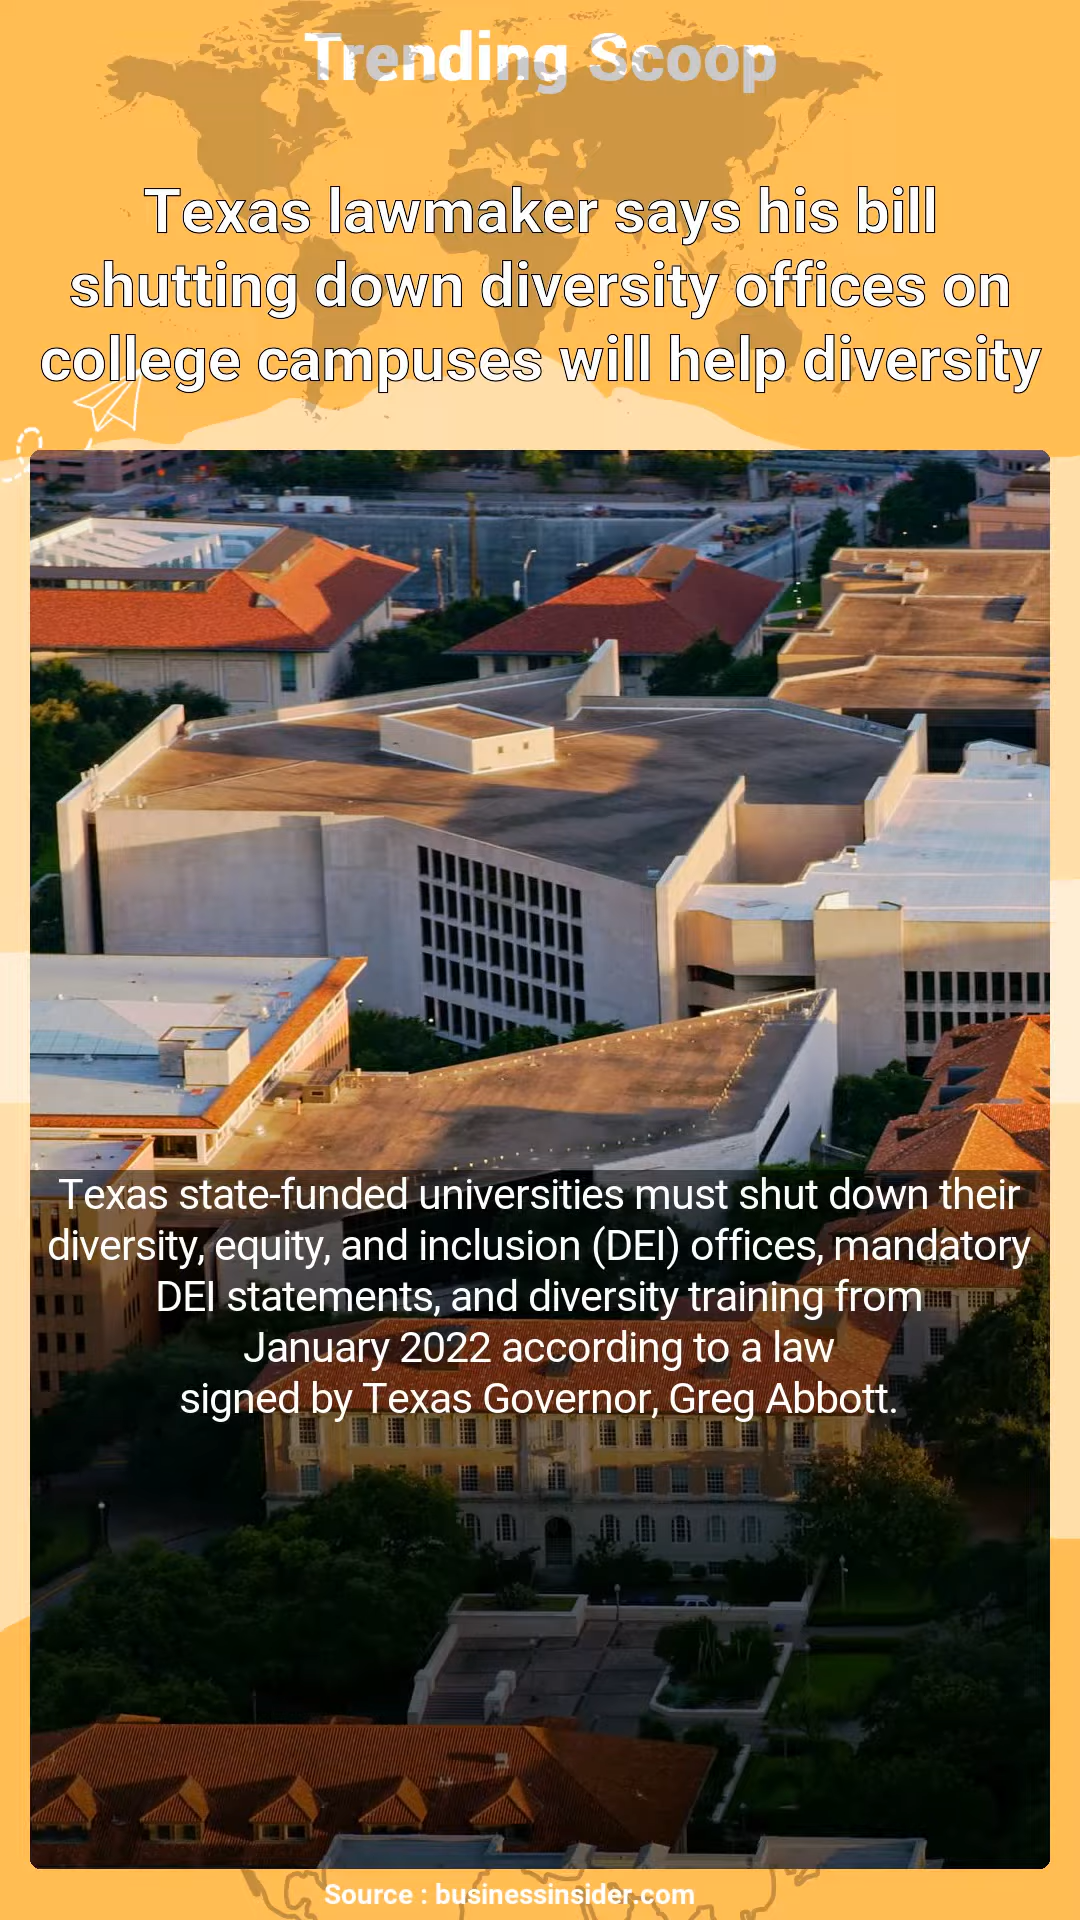 Trending Scoop
Texas lawmaker says his bill
shutting down diversity offices on
college campuses will help diversity
Texas state-funded universities must shut down their
diversity, equity, and inclusion (DEI) offices, mandatory
DEI statements, and diversity training from
January 2022 according to a law
signed by Texas Governor, Greg Abbott.
Source : businessinsider.com